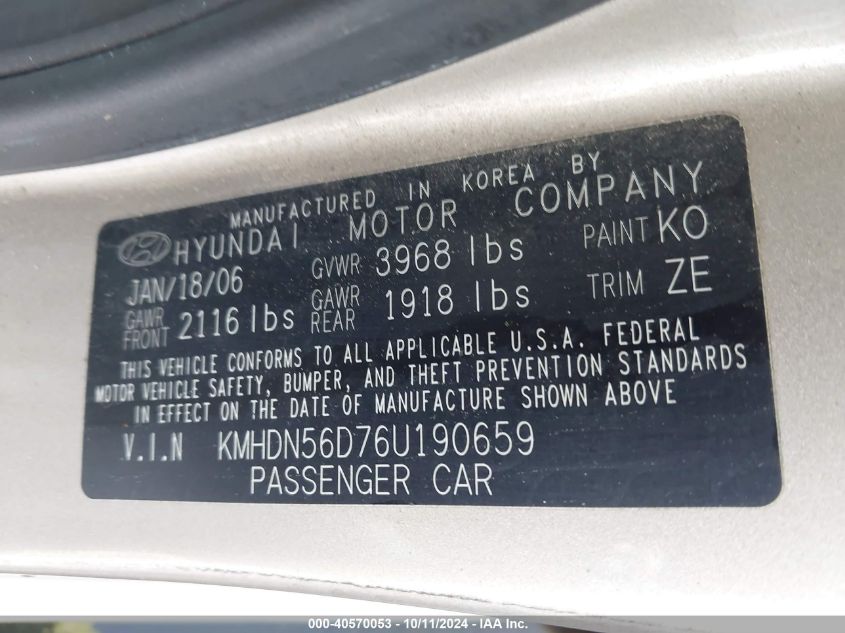 MANUFACTURED IN KOREA BY
HYUNDAI MOTOR COMPANY
JAN/18/06 GVWR 3968 lbs PAINT KO
GAWR FRONT 2116 lbs GAWR REAR 1918 lbs TRIM ZE
THIS VEHICLE CONFORMS TO ALL APPLICABLE U.S.A. FEDERAL
MOTOR VEHICLE SAFETY, BUMPER, AND THEFT PREVENTION STANDARDS
IN EFFECT ON THE DATE OF MANUFACTURE SHOWN ABOVE
V.I.N KMHDN56D76U190659
PASSENGER CAR
000-40570053 - 10/11/2024 - © IAA, Inc.